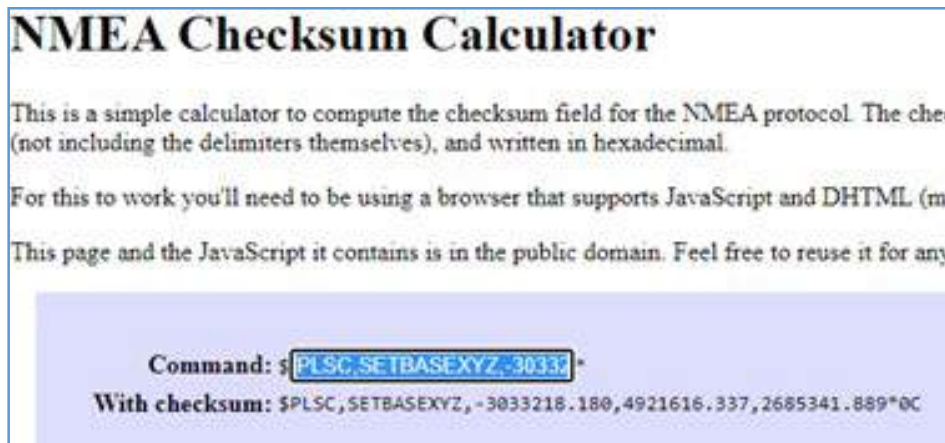 NMEA Checksum Calculator
This is a simple calculator to compute the checksum field for the NMEA protocol. The che
(not including the delimiters themselves), and written in hexadecimal.
For this to work you'll need to be using a browser that supports JavaScript and DHTML (m
This page and the JavaScript it contains is in the public domain. Feel free to reuse it for any
Command: $ PLSC,SETBASEXYZ,-30332 *
With checksum: $PLSC,SETBASEXYZ,-3033218.180,4921616.337,2685341.889*0C